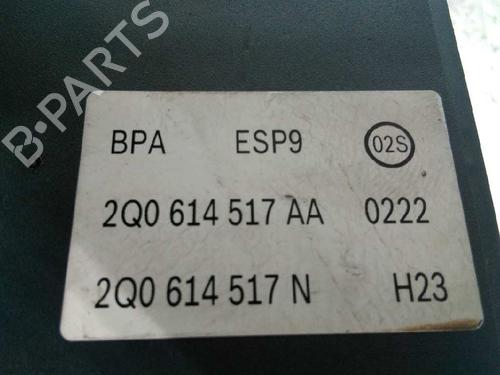 B-PARTS
BPA ESP9 02S
2Q0 614 517 AA 0222
2Q0 614 517 N H23